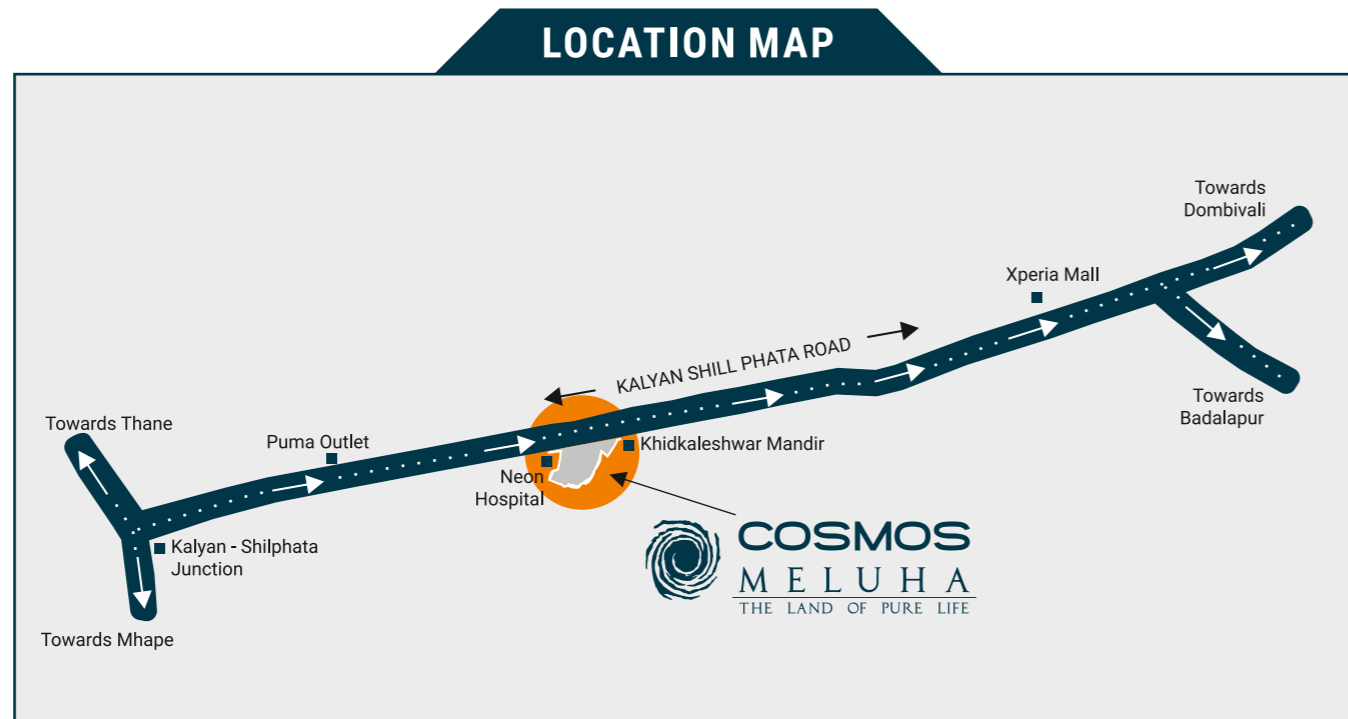 LOCATION MAP
Towards
Dombivali
Xperia Mall
KALYAN SHILL PHATA ROAD
Towards
Badalapur
Towards Thane
Puma Outlet
Khidkaleshwar Mandir
Neon
Hospital
Kalyan - Shilphata
Junction
Towards Mhape
COSMOS
MELUHA
THE LAND OF PURE LIFE